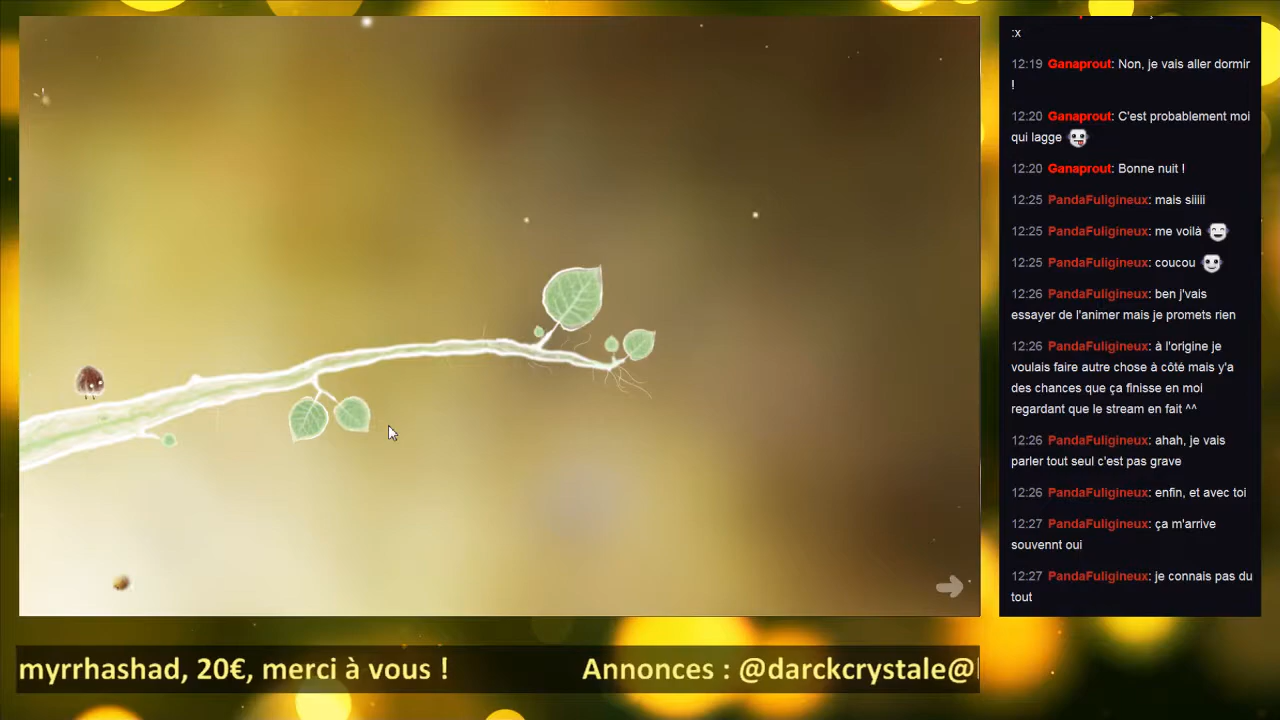 :x
12:19 Ganaprout: Non, je vais aller dormir
!
12:20 Ganaprout: C'est probablement moi
qui lagge
12:20 Ganaprout: Bonne nuit !
12:25 PandaFuligineux: mais siiiii
12:25 PandaFuligineux: me voilà
12:25 PandaFuligineux: coucou
12:26 PandaFuligineux: ben j'vais
essayer de l'animer mais je promets rien
12:26 PandaFuligineux: à l'origine je
voulais faire autre chose à côté mais y'a
des chances que ça finisse en moi
regardant que le stream en fait ^^
12:26 PandaFuligineux: ahah, je vais
parler tout seul c'est pas grave
12:26 PandaFuligineux: enfin, et avec toi
12:27 PandaFuligineux: ça m'arrive
souvennt oui
12:27 PandaFuligineux: je connais pas du
tout
myrrhashad, 20€, merci à vous ! Annonces : @darckcrystale@